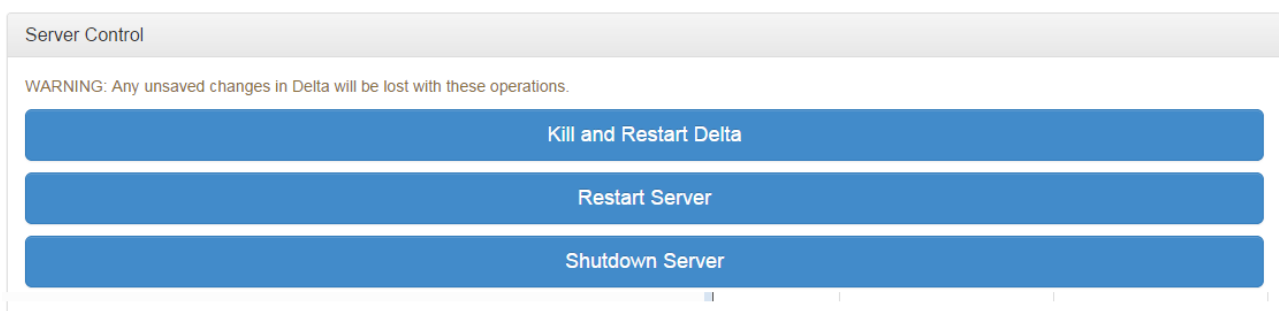 Server Control
WARNING: Any unsaved changes in Delta will be lost with these operations.
Kill and Restart Delta
Restart Server
Shutdown Server